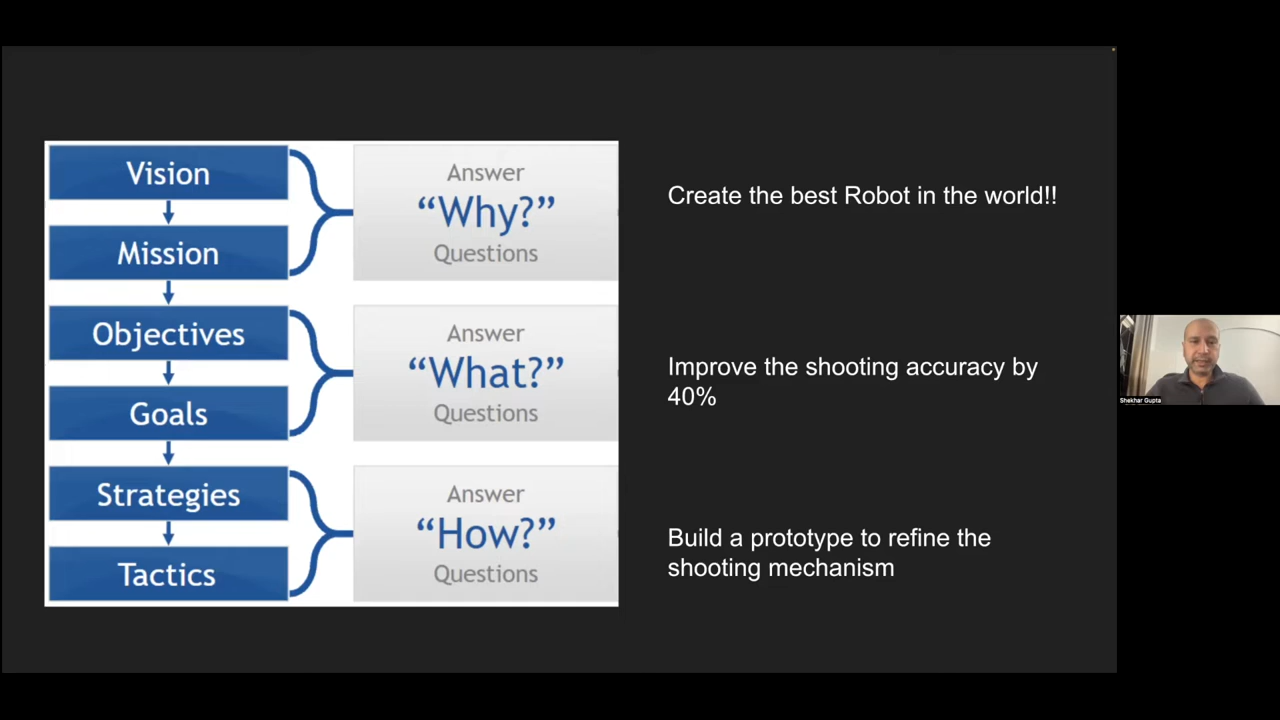 Vision
Mission
Objectives
Goals
Strategies
Tactics
Answer
“Why?”
Questions
Answer
“What?”
Questions
Answer
“How?”
Questions
Create the best Robot in the world!!
Improve the shooting accuracy by
40%
Build a prototype to refine the
shooting mechanism
Shekhar Gupta